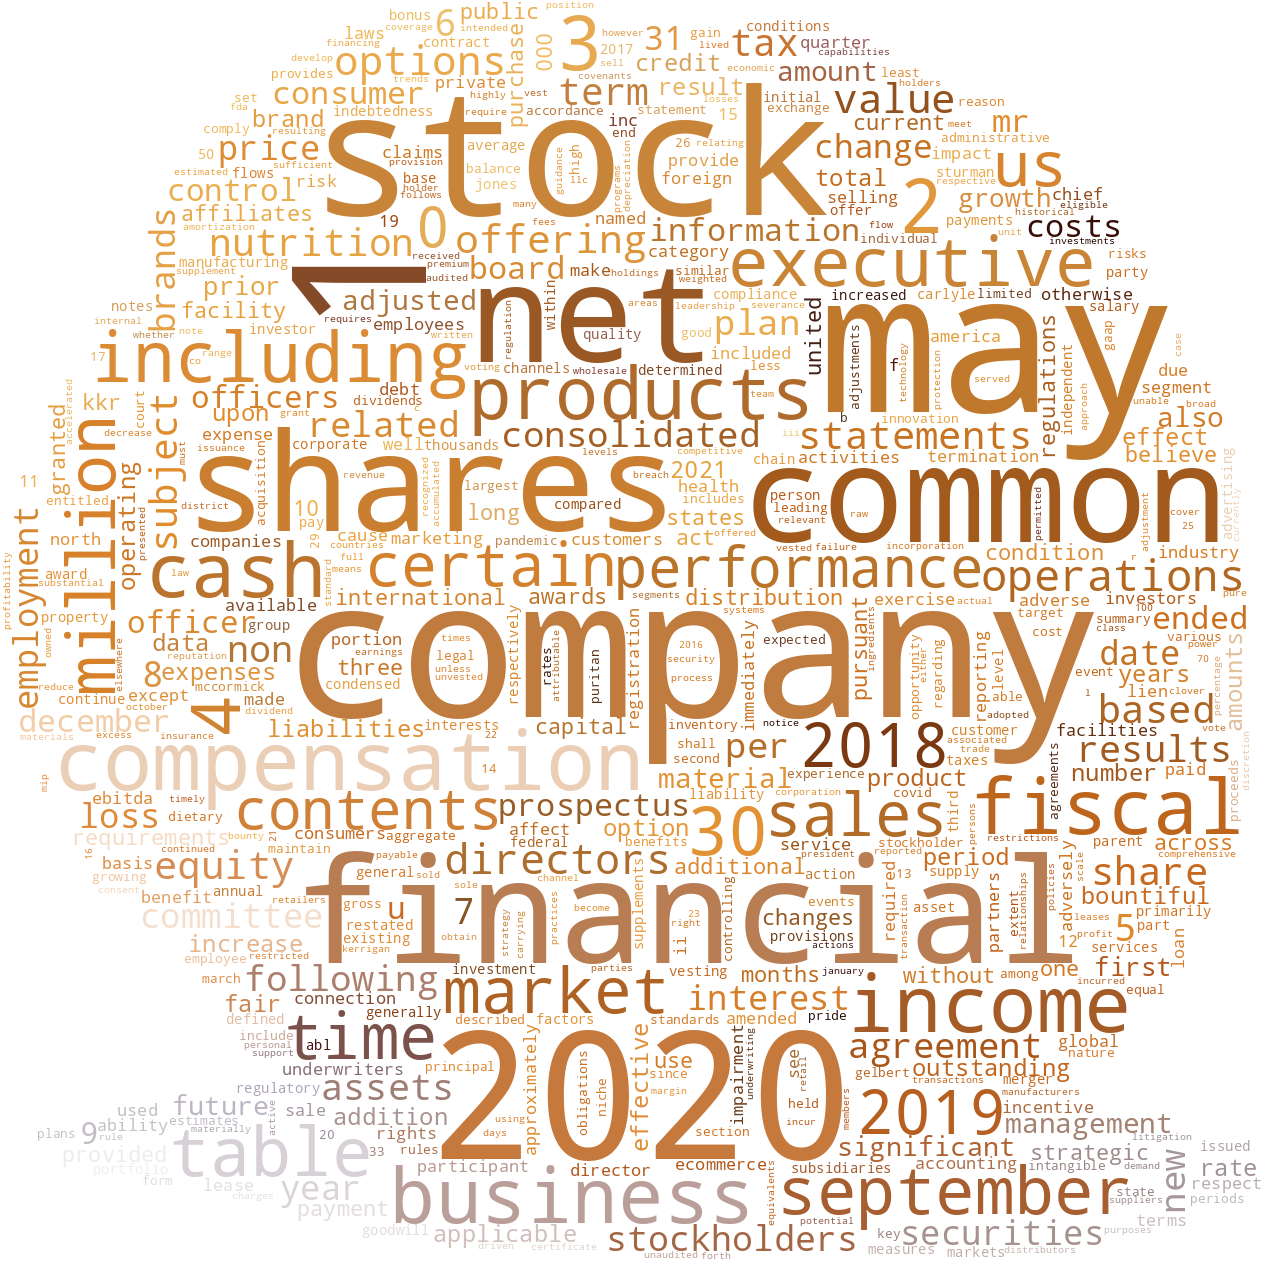 position
bonus 6 public 3 however 31 gain conditions
coverage intended 2017 tax quarter
laws contract 000 sell lived capabilities
financing options purchase credit amount least
develop trends covenants economic holders
provides private term result value
consumer highly vest losses initial reason
set indebtedness accordance statement 15 exchange
fda brand require inc current mr
comply resulting stock end 26 relating administrative
price average claims change impact us
50 sufficient provision high provide sturman
estimated flows risk balance guidance programs depreciation total respective
control base jones llc foreign 2 growth chief
amortization holder follows many selling eligible
affiliates 19 named offer payments historical costs
brands nutrition 0 fees information flow unit investments
manufacturing received offering category individual executive risks
supplement premium board make holdings similar party
prior audited within weighted compliance increased carlyle limited otherwise
notes facility 1 adjusted net areas leadership severance plan united adjustments may salary
internal requires employees regulation quality good america gaap
note investor written included f technology protection regulations independent case
17 whether including range voting channels wholesale determined less due
co debt products team served segment
kkr officers dividends c b approach unable broad
court grant upon consolidated iii innovation also
million granted accelerated decrease must subject related statements effect
expense corporate well thousands levels competitive termination believe
issuance revenue chain activities
11 shares recognized accumulated largest breach 2021 person common advertising currently
entitled operating district acquisition 10 long compared health leading permitted cover
presented pay includes relevant raw adjustment 25
north companies 29 cause marketing pandemic customers states act offered vested failure incorporation r industry
profitability award law cash countries full certain performance condition operations
substantial standard means segments actual pure
employment property available international awards distribution exercise adverse investors 100
officer group portion times systems target summary class ended
owned reputation data non earnings legal respectively rates attributable puritan registration expected 2016 security immediately pursuant ingredients opportunity either regarding reporting cost various power
elsewhere 8 expenses three unless company process level date 70 percentage amounts
reduce continue except mccormick condensed unvested event years
october made able lien 1 clover
december 4 dividend liabilities interests capital inventory notice adopted based vote
materials excess insurance 22 shall per 2018 customer facilities discretion
compensation second associated trade taxes results
mip 14 material experience product agreements number paid proceeds
ebitda timely contents prospectus liability corporation covid fiscal
loss dietary option 30 sales third persons restrictions
requirements bounty 21 consumers aggregate affect service stockholder parent across
16 continued maintain federal benefits president reported period comprehensive
basis equity payable directors additional supply share
growing general sold sole action 13 scale
consent benefit annual retailers gross u 7 channel supplements right 23 controlling events required asset partners extent relationships policies adversely leases bountiful
committee financial become changes transaction 12 profit 5 primarily
restated obtain strategy carrying practices ii provisions part
increase existing actions services loan
employee restricted kerrigan parties
march following investment vesting months january without among one incurred first
fair connection market interest equal
defined generally described factors standards amended pride income
include time abl approximately effective impairment underwriting see retail agreement global
personal support underwriters principal since use nature
regulatory assets obligations niche margin held transactions merger outstanding manufacturers
used future estimates active sale addition 2020 incur members 2019 incentive
ability materially using management
plans 9 rule 20 rights days section significant litigation
provided table 33 rules director accounting strategic issued
portfolio participant ecommerce subsidiaries intangible demand rate
form lease year business equivalents september state suppliers new respect
charges payment potential periods
goodwill applicable stockholders key securities terms purposes
driven certificate unaudited forth measures markets distributors